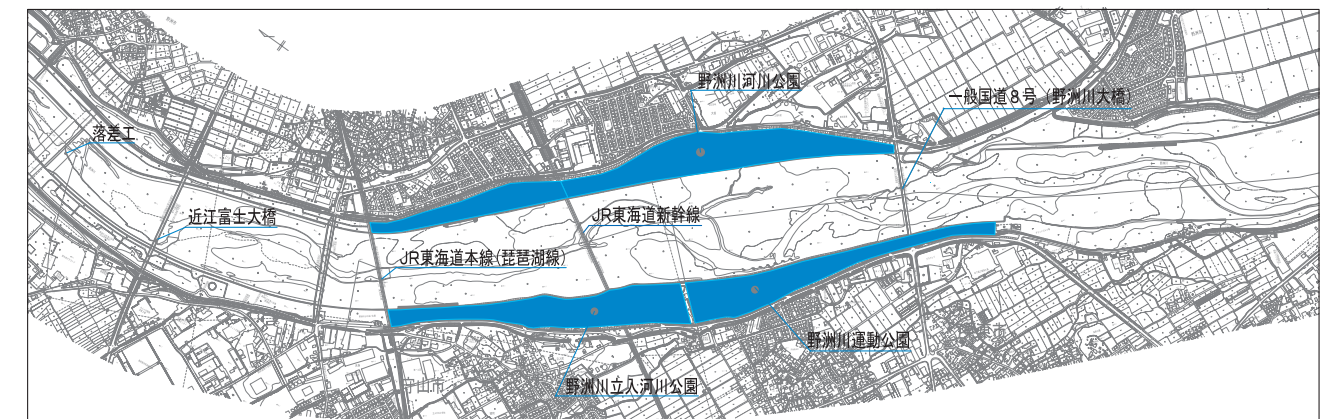 野洲川河川公園
一般国道８号（野洲川大橋）
落差工
近江富士大橋
JR東海道新幹線
JR東海道本線(琵琶湖線)
野洲川運動公園
野洲川立入河川公園
守山市